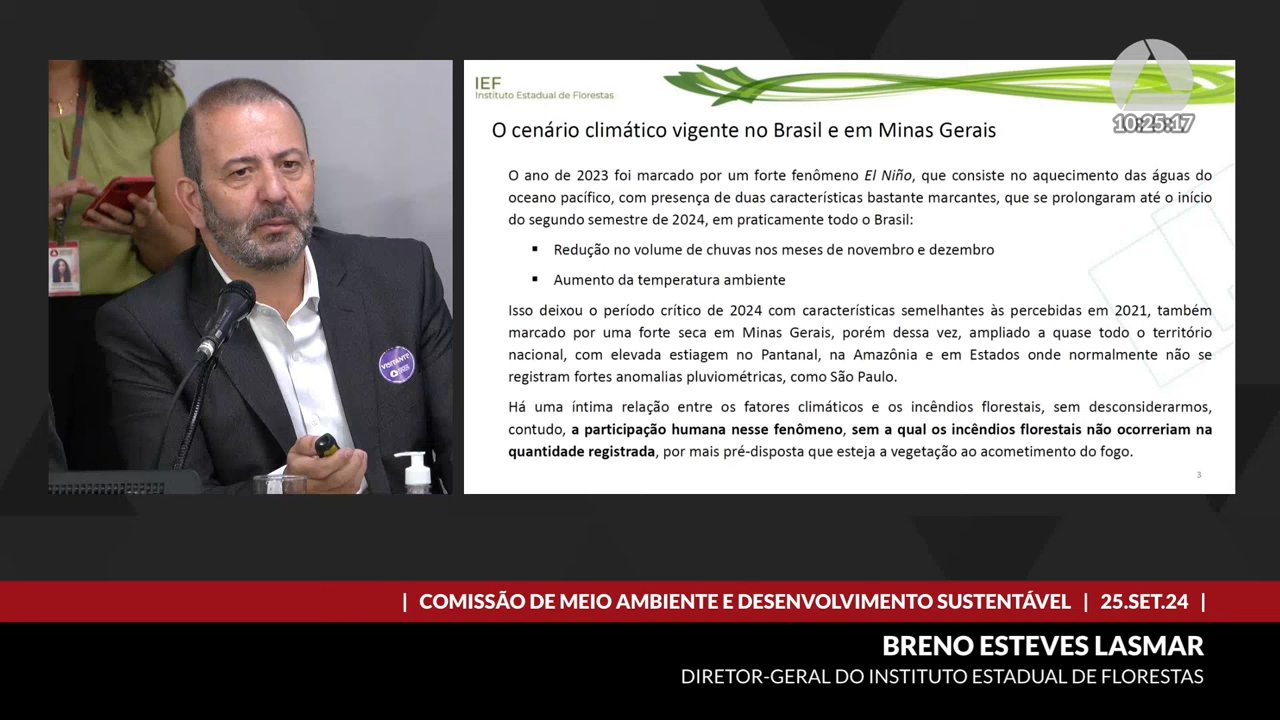 IEF
Instituto Estadual de Florestas
10:25:17
O cenário climático vigente no Brasil e em Minas Gerais
O ano de 2023 foi marcado por um forte fenômeno El Niño, que consiste no aquecimento das águas do
oceano pacífico, com presença de duas características bastante marcantes, que se prolongaram até o início
do segundo semestre de 2024, em praticamente todo o Brasil:
▪ Redução no volume de chuvas nos meses de novembro e dezembro
▪ Aumento da temperatura ambiente
Isso deixou o período crítico de 2024 com características semelhantes às percebidas em 2021, também
marcado por uma forte seca em Minas Gerais, porém dessa vez, ampliado a quase todo o território
nacional, com elevada estiagem no Pantanal, na Amazônia e em Estados onde normalmente não se
registram fortes anomalias pluviométricas, como São Paulo.
Há uma íntima relação entre os fatores climáticos e os incêndios florestais, sem desconsiderarmos,
contudo, a participação humana nesse fenômeno, sem a qual os incêndios florestais não ocorreriam na
quantidade registrada, por mais pré-disposta que esteja a vegetação ao acometimento do fogo.
3
VISITANTE
| COMISSÃO DE MEIO AMBIENTE E DESENVOLVIMENTO SUSTENTÁVEL | 25.SET.24 |
BRENO ESTEVES LASMAR
DIRETOR-GERAL DO INSTITUTO ESTADUAL DE FLORESTAS